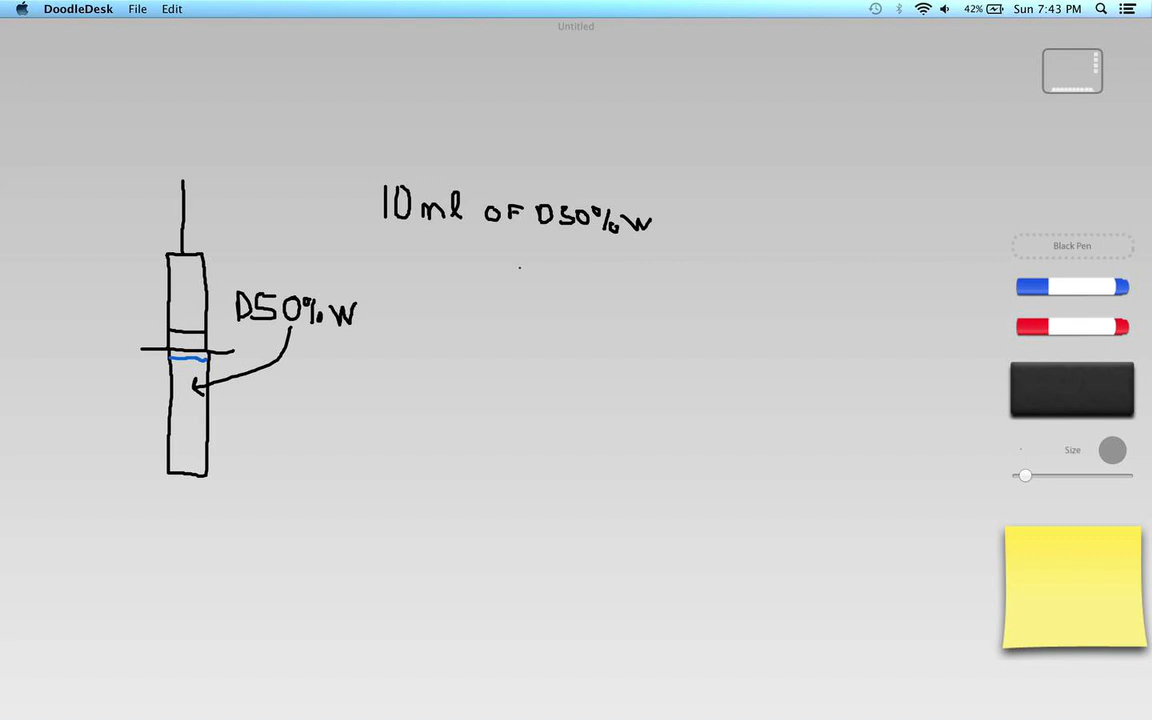 DoodleDesk File Edit 42% Sun 7:43 PM
Untitled
10 ml OF D50%W
D50%W
Black Pen
Size